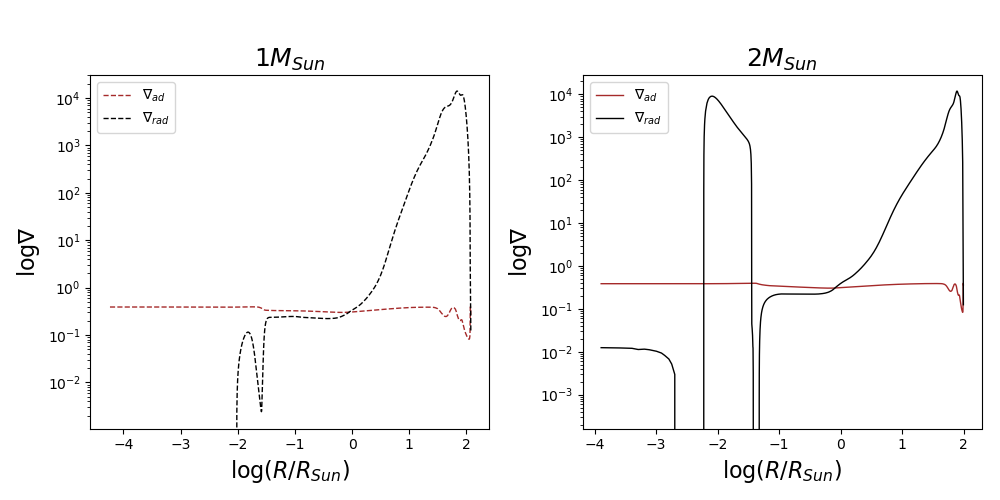 1M_Sun
∇_ad
∇_rad
10^4
10^3
10^2
10^1
10^0
10^−1
10^−2
log∇
−4 −3 −2 −1 0 1 2
log(R/R_Sun)
2M_Sun
∇_ad
∇_rad
10^4
10^3
10^2
10^1
10^0
10^−1
10^−2
10^−3
log∇
−4 −3 −2 −1 0 1 2
log(R/R_Sun)